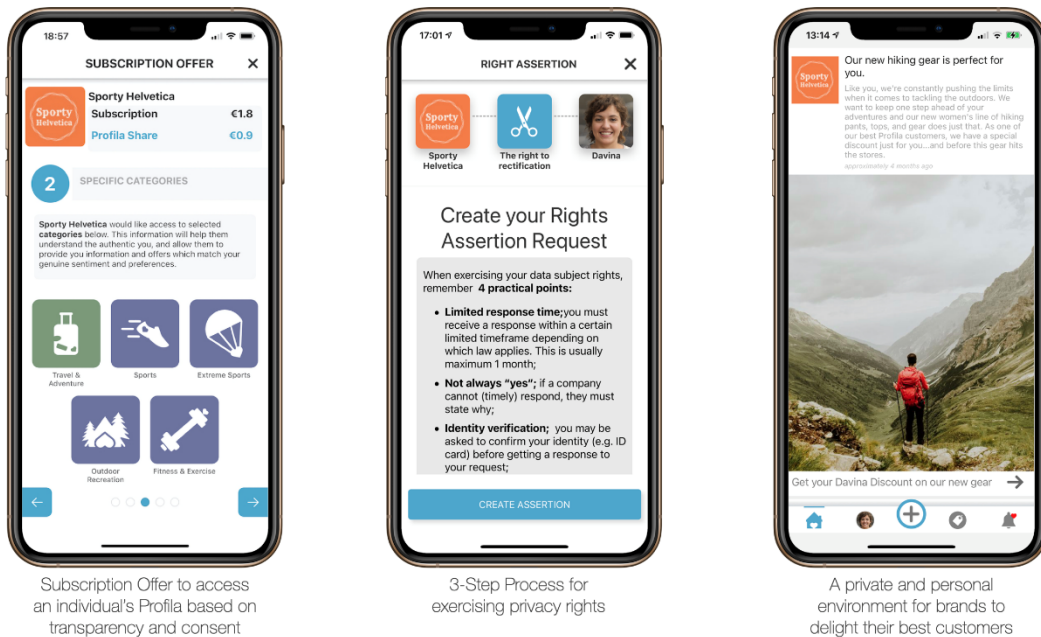 18:57
SUBSCRIPTION OFFER ×
Sporty
Helvetica
Sporty Helvetica
Subscription €1.8
Profila Share €0.9
2
SPECIFIC CATEGORIES
Sporty Helvetica would like access to selected
categories below. This information will help them
understand the authentic you, and allow them to
provide you information and offers which match your
genuine sentiment and preferences.
Travel &
Adventure
Sports
Extreme Sports
Outdoor
Recreation
Fitness & Exercise
Subscription Offer to access
an individual's Profila based on
transparency and consent
17:01
RIGHT ASSERTION ×
Sporty
Helvetica
Sporty
Helvetica
The right to
rectification
Davina
Create your Rights
Assertion Request
When exercising your data subject rights,
remember 4 practical points:
• Limited response time;you must
receive a response within a certain
limited timeframe depending on
which law applies. This is usually
maximum 1 month;
• Not always “yes”; if a company
cannot (timely) respond, they must
state why;
• Identity verification; you may be
asked to confirm your identity (e.g. ID
card) before getting a response to
your request;
CREATE ASSERTION
3-Step Process for
exercising privacy rights
13:14
Sporty
Helvetica
Our new hiking gear is perfect for
you.
Like you, we're constantly pushing the limits
when it comes to tackling the outdoors. We
want to keep one step ahead of your
adventures and our new women's line of hiking
pants, tops, and gear does just that. As one of
our best Profila customers, we have a special
discount just for you...and before this gear hits
the stores.
approximately 4 months ago
Get your Davina Discount on our new gear
A private and personal
environment for brands to
delight their best customers